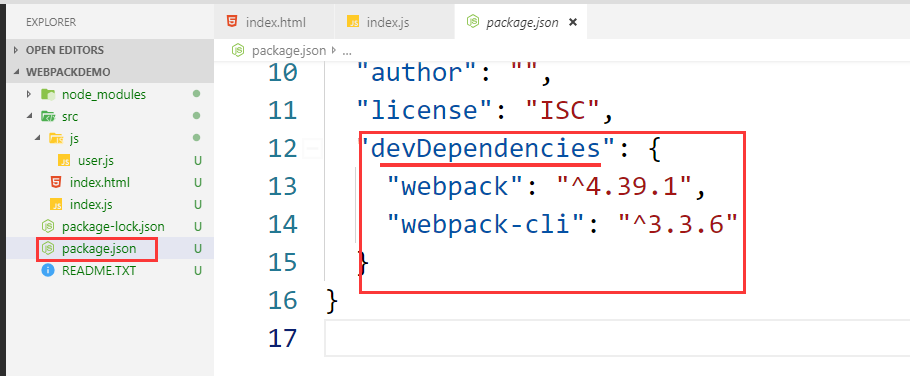 EXPLORER
OPEN EDITORS
WEBPACKDEMO
node_modules
src
js
user.js U
index.html U
index.js U
package-lock.json U
package.json U
README.TXT U
index.html
index.js
package.json ×
package.json › ...
10 "author": "",
11 "license": "ISC",
12 "devDependencies": {
13 "webpack": "^4.39.1",
14 "webpack-cli": "^3.3.6"
15 }
16 }
17